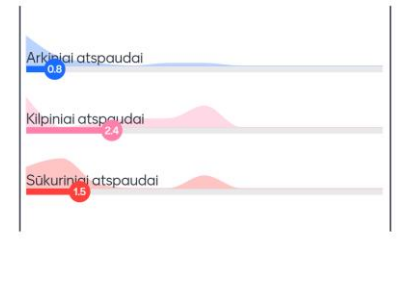 Arkiniai atspaudai
0.8
Kilpiniai atspaudai
2.4
Sūkuriniai atspaudai
1.5